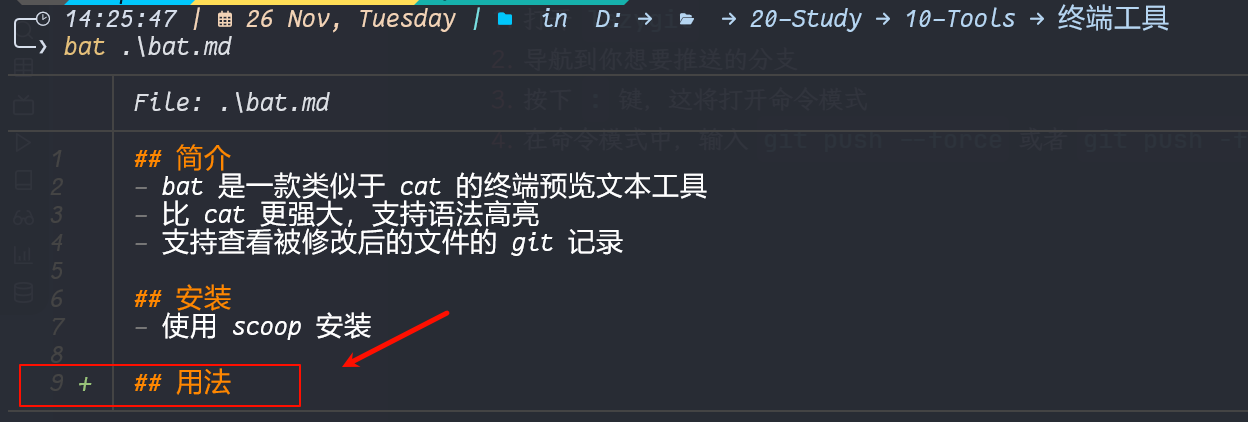 14:25:47 | 26 Nov, Tuesday | in D: → → 20-Study → 10-Tools → 终端工具
bat .\bat.md
2. 导航到你想要推送的分支
File: .\bat.md
3. 按下 : 键, 这将打开命令模式
4. 在命令模式中, 输入 git push --force 或者 git push -f
1 ## 简介
2 - bat 是一款类似于 cat 的终端预览文本工具
3 - 比 cat 更强大, 支持语法高亮
4 - 支持查看被修改后的文件的 git 记录
5
6 ## 安装
7 - 使用 scoop 安装
8
9 + ## 用法